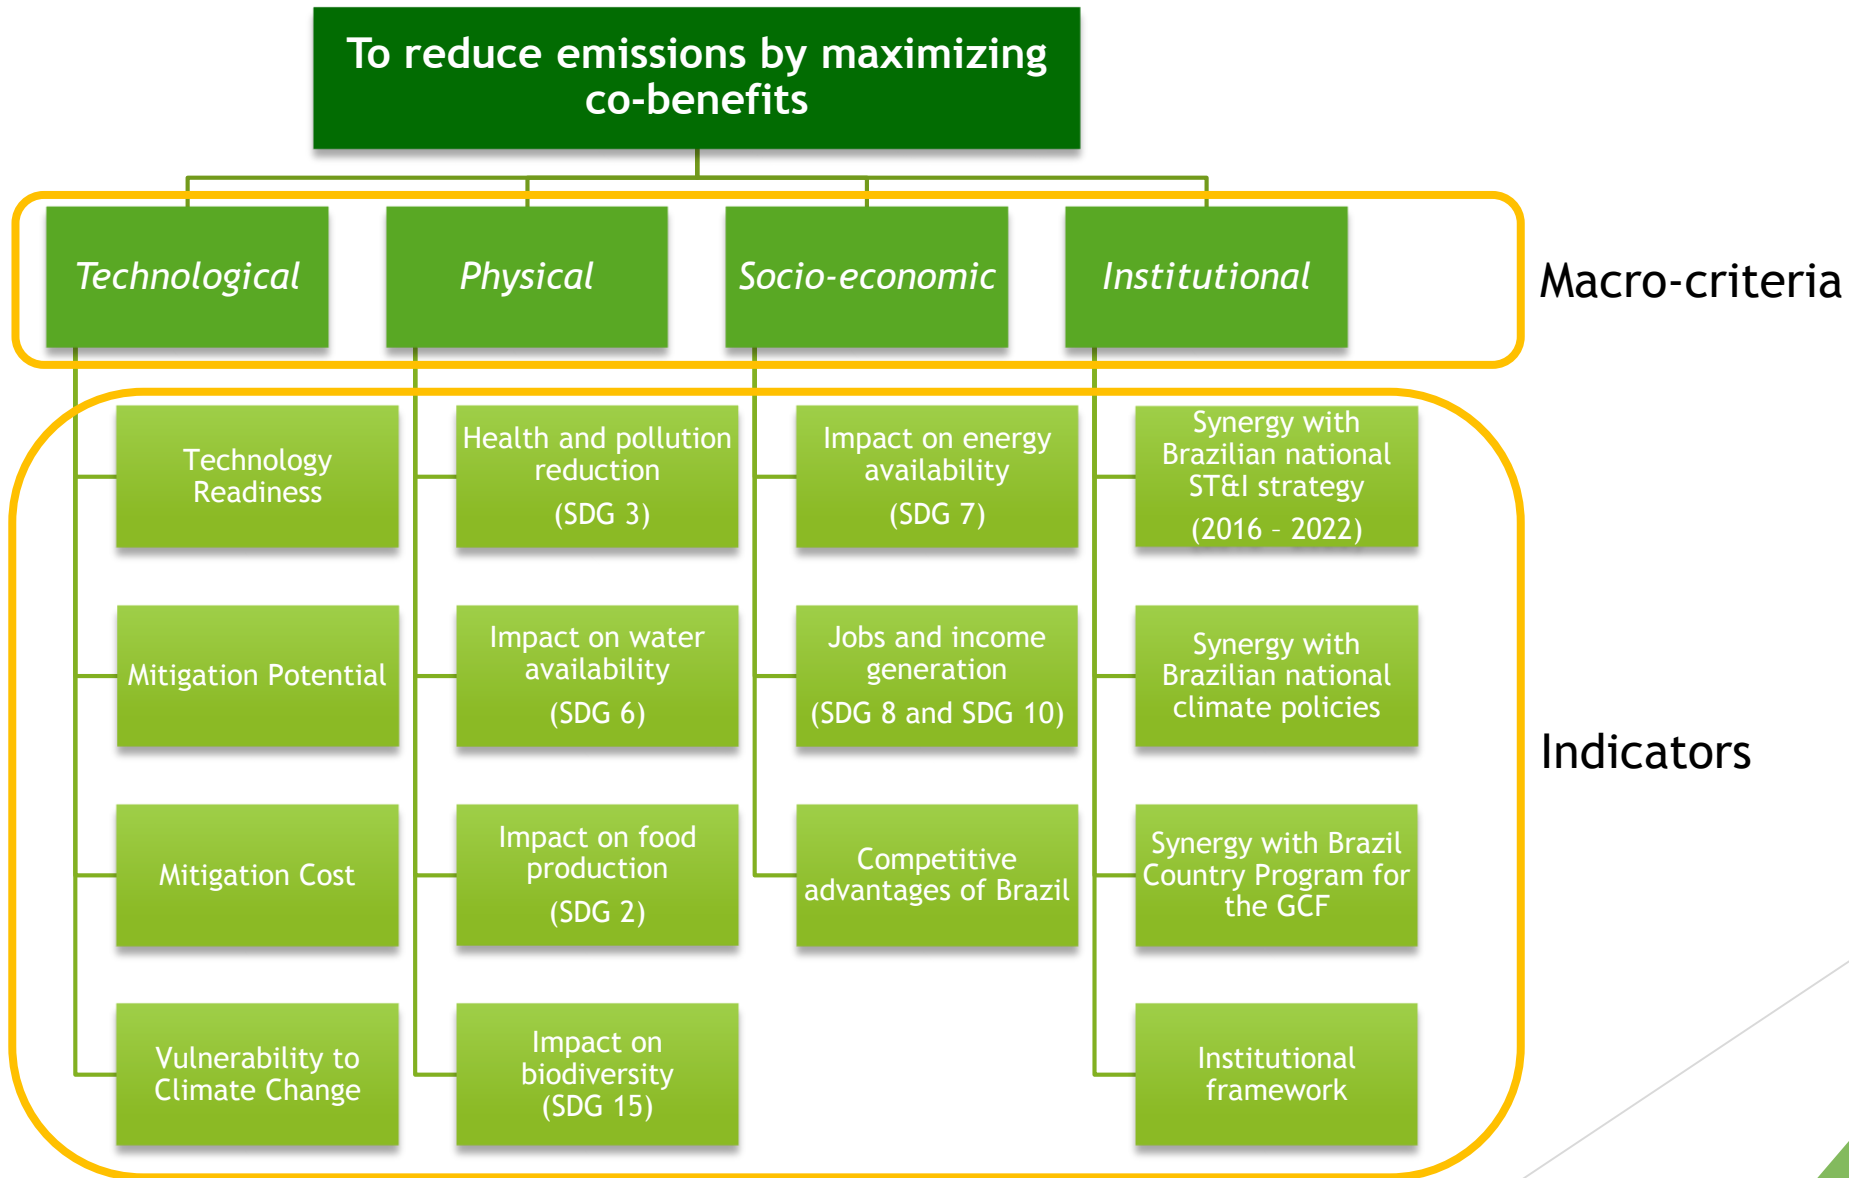 To reduce emissions by maximizing
co-benefits
Technological
Physical
Socio-economic
Institutional
Macro-criteria
Technology
Readiness
Mitigation Potential
Mitigation Cost
Vulnerability to
Climate Change
Health and pollution
reduction
(SDG 3)
Impact on water
availability
(SDG 6)
Impact on food
production
(SDG 2)
Impact on
biodiversity
(SDG 15)
Impact on energy
availability
(SDG 7)
Jobs and income
generation
(SDG 8 and SDG 10)
Competitive
advantages of Brazil
Synergy with
Brazilian national
ST&I strategy
(2016 – 2022)
Synergy with
Brazilian national
climate policies
Synergy with Brazil
Country Program for
the GCF
Institutional
framework
Indicators